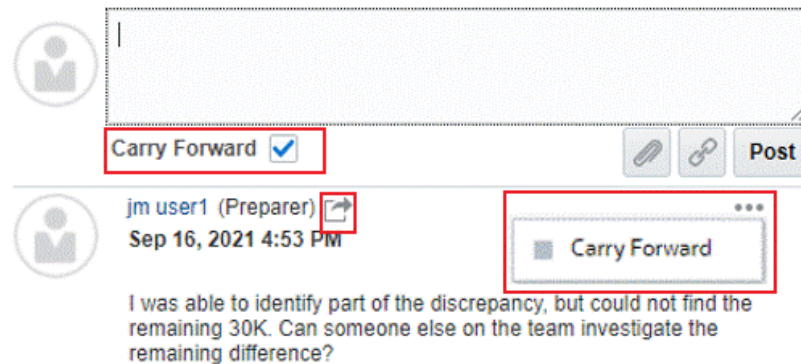 Carry Forward
Post
jm user1 (Preparer)
Sep 16, 2021 4:53 PM
Carry Forward
I was able to identify part of the discrepancy, but could not find the
remaining 30K. Can someone else on the team investigate the
remaining difference?